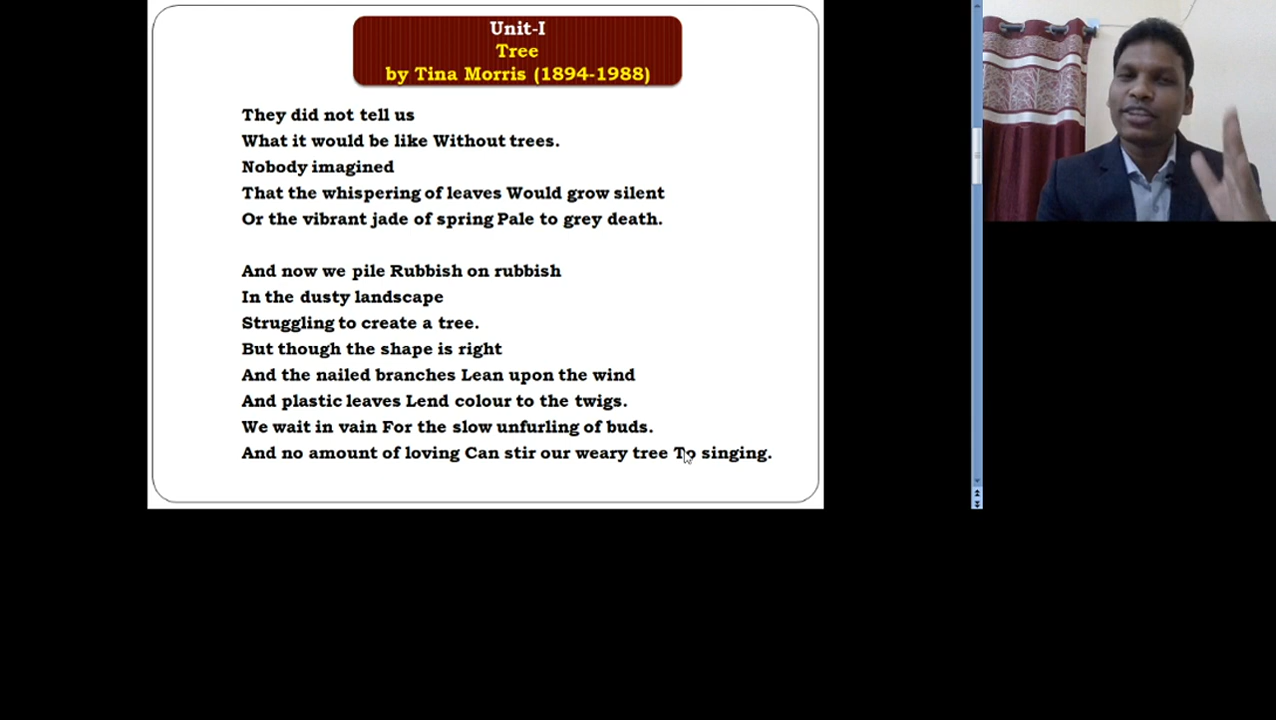 Unit-I
Tree
by Tina Morris (1894-1988)
They did not tell us
What it would be like Without trees.
Nobody imagined
That the whispering of leaves Would grow silent
Or the vibrant jade of spring Pale to grey death.
And now we pile Rubbish on rubbish
In the dusty landscape
Struggling to create a tree.
But though the shape is right
And the nailed branches Lean upon the wind
And plastic leaves Lend colour to the twigs.
We wait in vain For the slow unfurling of buds.
And no amount of loving Can stir our weary tree To singing.